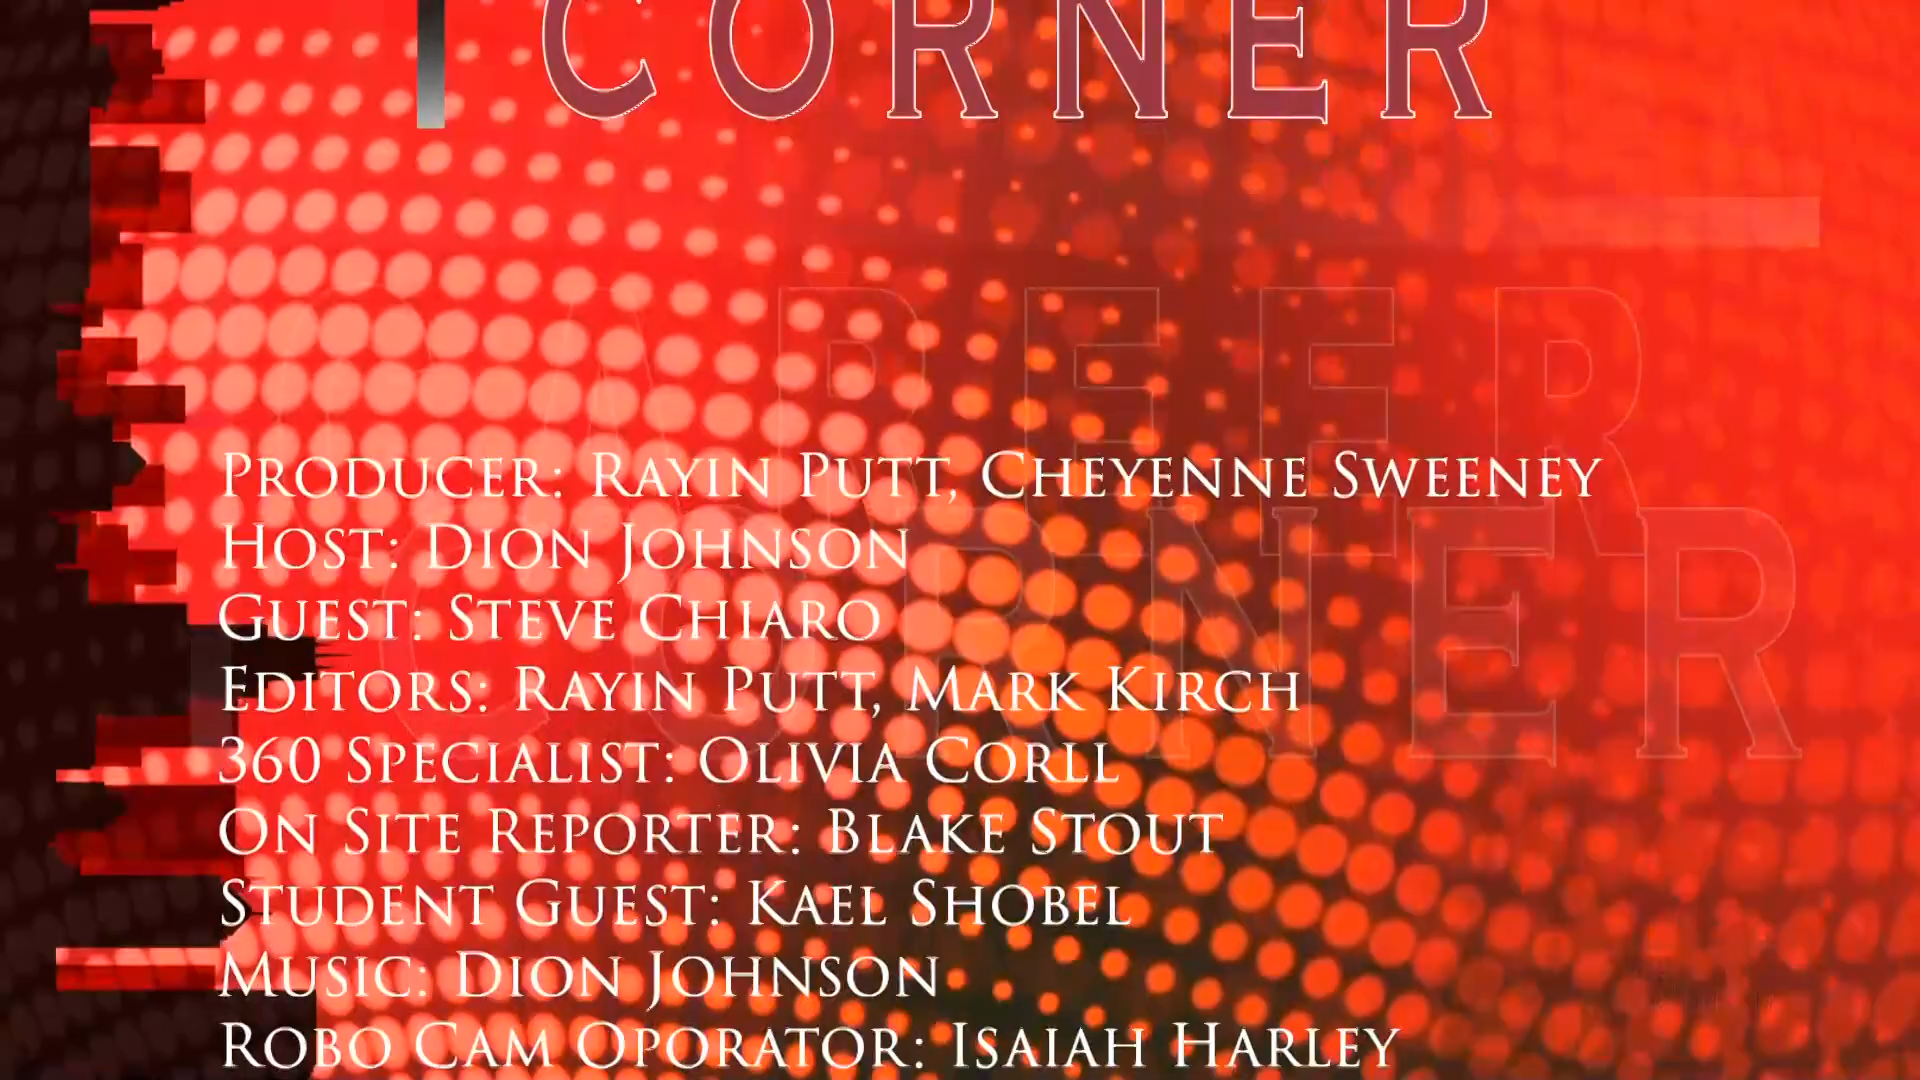 CORNER
CAREER
CORNER
PRODUCER: RAYIN PUTT, CHEYENNE SWEENEY
HOST: DION JOHNSON
GUEST: STEVE CHIARO
EDITORS: RAYIN PUTT, MARK KIRCH
360 SPECIALIST: OLIVIA CORLL
ON SITE REPORTER: BLAKE STOUT
STUDENT GUEST: KAEL SHOBEL
MUSIC: DION JOHNSON
ROBO CAM OPORATOR: ISAIAH HARLEY